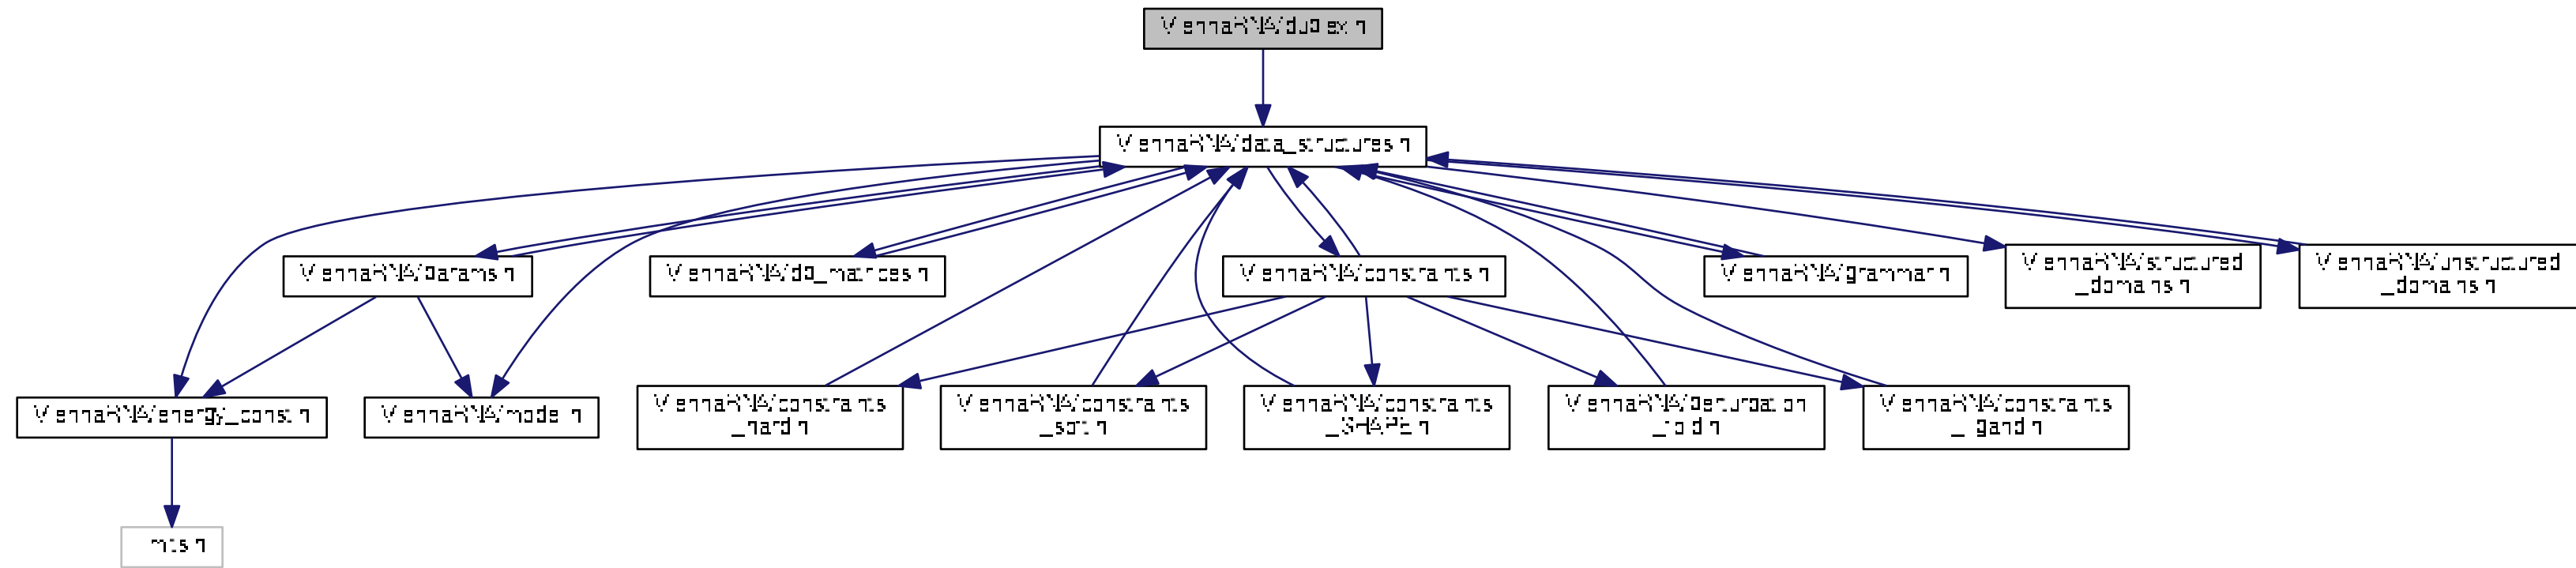 ViennaRNA/duplex.h
ViennaRNA/data_structures.h
ViennaRNA/params.h
ViennaRNA/dp_matrices.h
ViennaRNA/constraints.h
ViennaRNA/grammar.h
ViennaRNA/structured
_domains.h
ViennaRNA/unstructured
_domains.h
ViennaRNA/energy_const.h
ViennaRNA/model.h
ViennaRNA/constraints
_hard.h
ViennaRNA/constraints
_soft.h
ViennaRNA/constraints
_SHAPE.h
ViennaRNA/perturbation
_fold.h
ViennaRNA/constraints
_ligand.h
limits.h